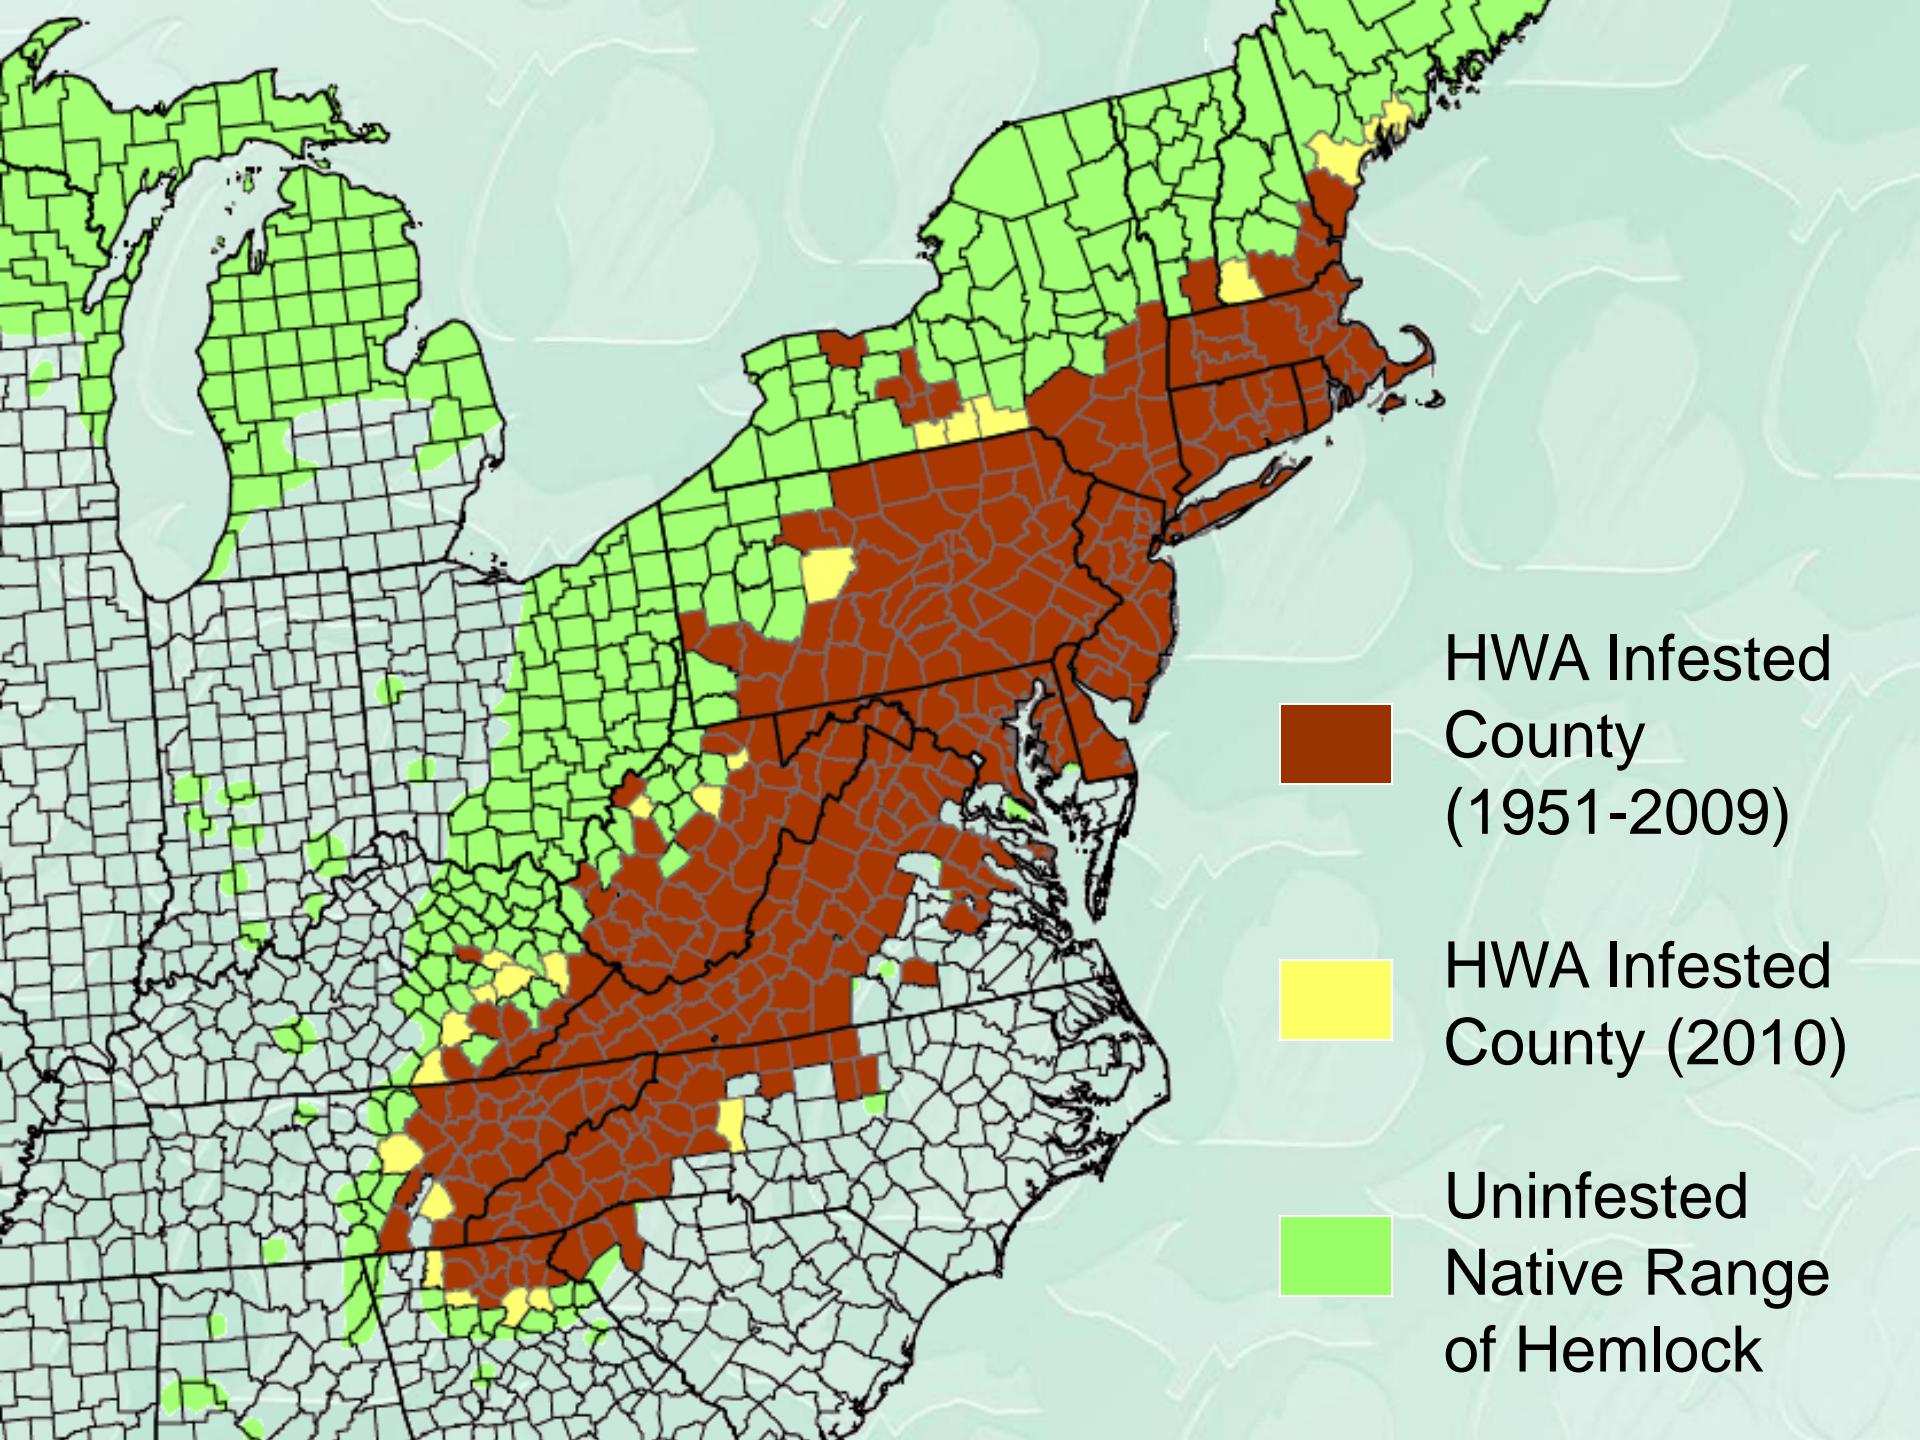 HWA Infested
County
(1951-2009)
HWA Infested
County (2010)
Uninfested
Native Range
of Hemlock